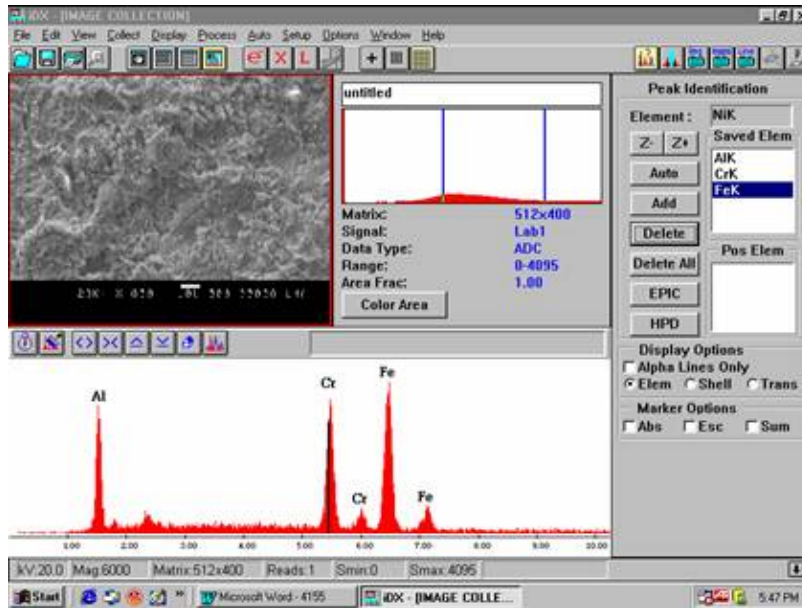 iDX - [IMAGE COLLECTION]
File Edit View Collect Display Process Auto Setup Options Window Help
e⁻ X L
untitled
Matrix: 512x400
Signal: Lab1
Data Type: ADC
Range: 0-4095
Area Frac: 1.00
Color Area
Peak Identification
Element : NiK
Z- Z+ Saved Elem
AlK
CrK
FeK
Auto
Add
Delete
Delete All
EPIC
HPD
Pos Elem
Display Options
Alpha Lines Only
Elem Shell Trans
Marker Options
Abs Esc Sum
Al Cr Fe
Cr Fe
1.00 2.00 3.00 4.00 5.00 6.00 7.00 8.00 9.00 10.00
kV:20.0 Mag:6000 Matrix:512x400 Reads:1 Smin:0 Smax:4095
Start Microsoft Word - 4155 iDX - [IMAGE COLLE... 5:47 PM